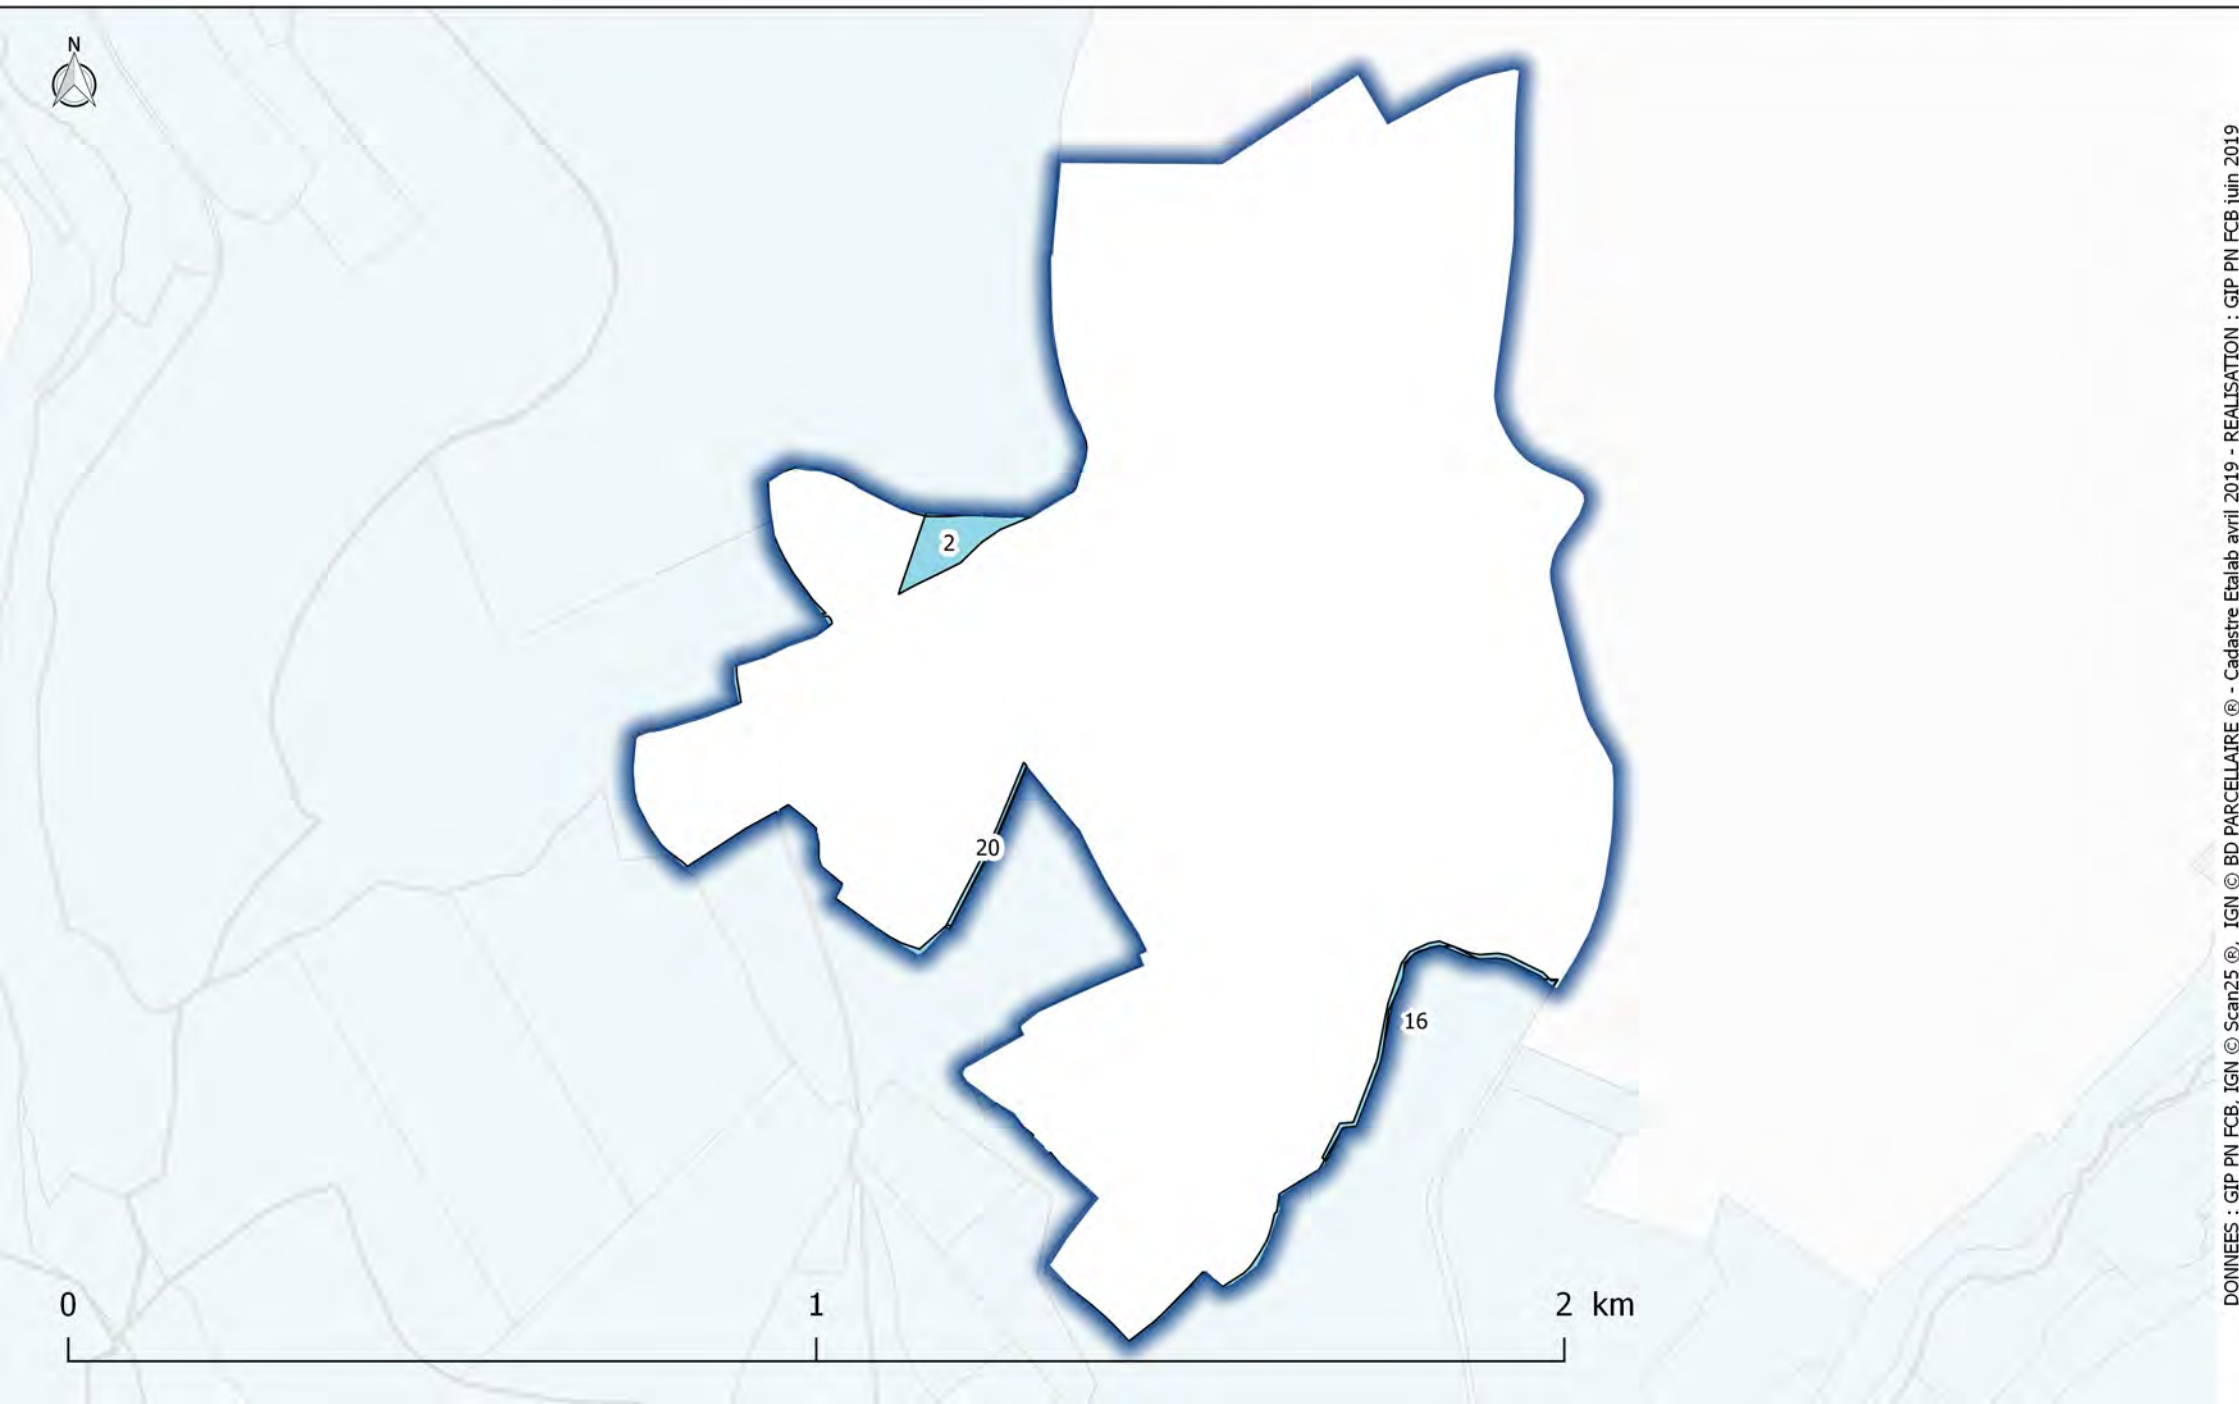 N
2
20
16
0 1 2 km
DONNEES : GIP PN FCB, IGN © Scan25 ®, IGN © BD PARCELLAIRE ® - Cadastre Etalab avril 2019 - REALISATION : GIP PN FCB juin 2019